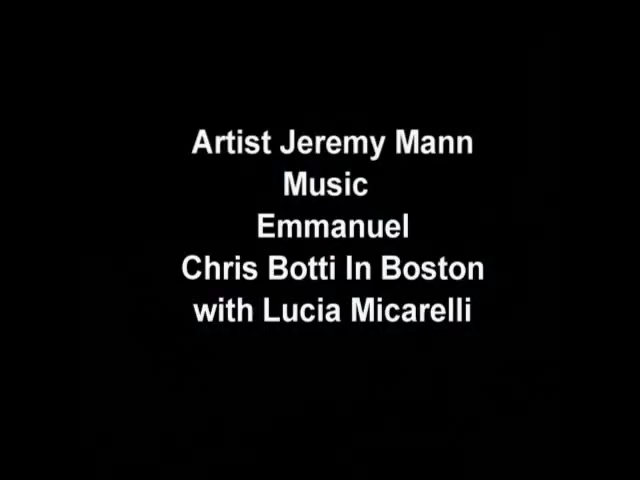 Artist Jeremy Mann
Music
Emmanuel
Chris Botti In Boston
with Lucia Micarelli